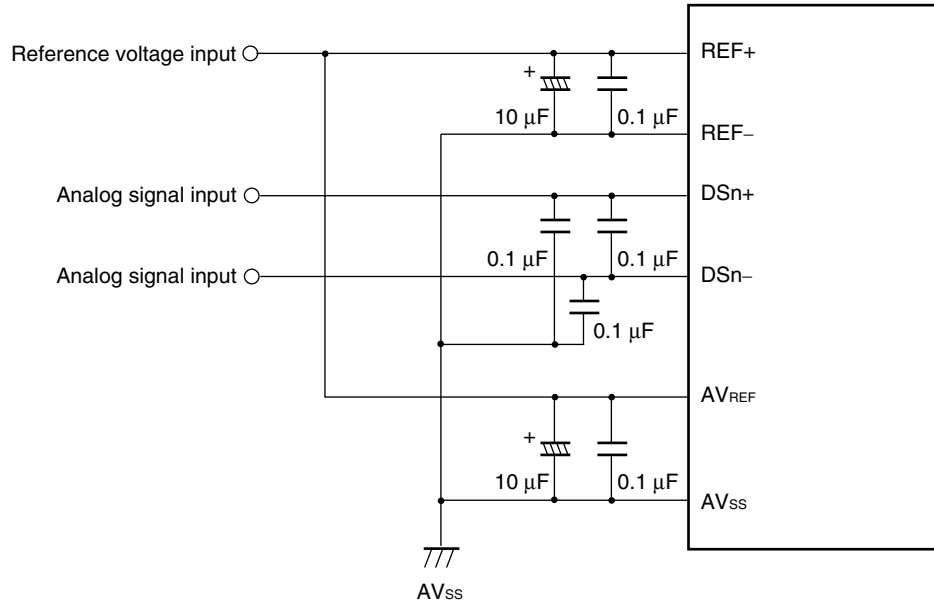 Reference voltage input
REF+
+
10 μF
0.1 μF
REF−
Analog signal input
DSn+
0.1 μF
0.1 μF
Analog signal input
DSn−
0.1 μF
AVREF
+
10 μF
0.1 μF
AVSS
AVSS